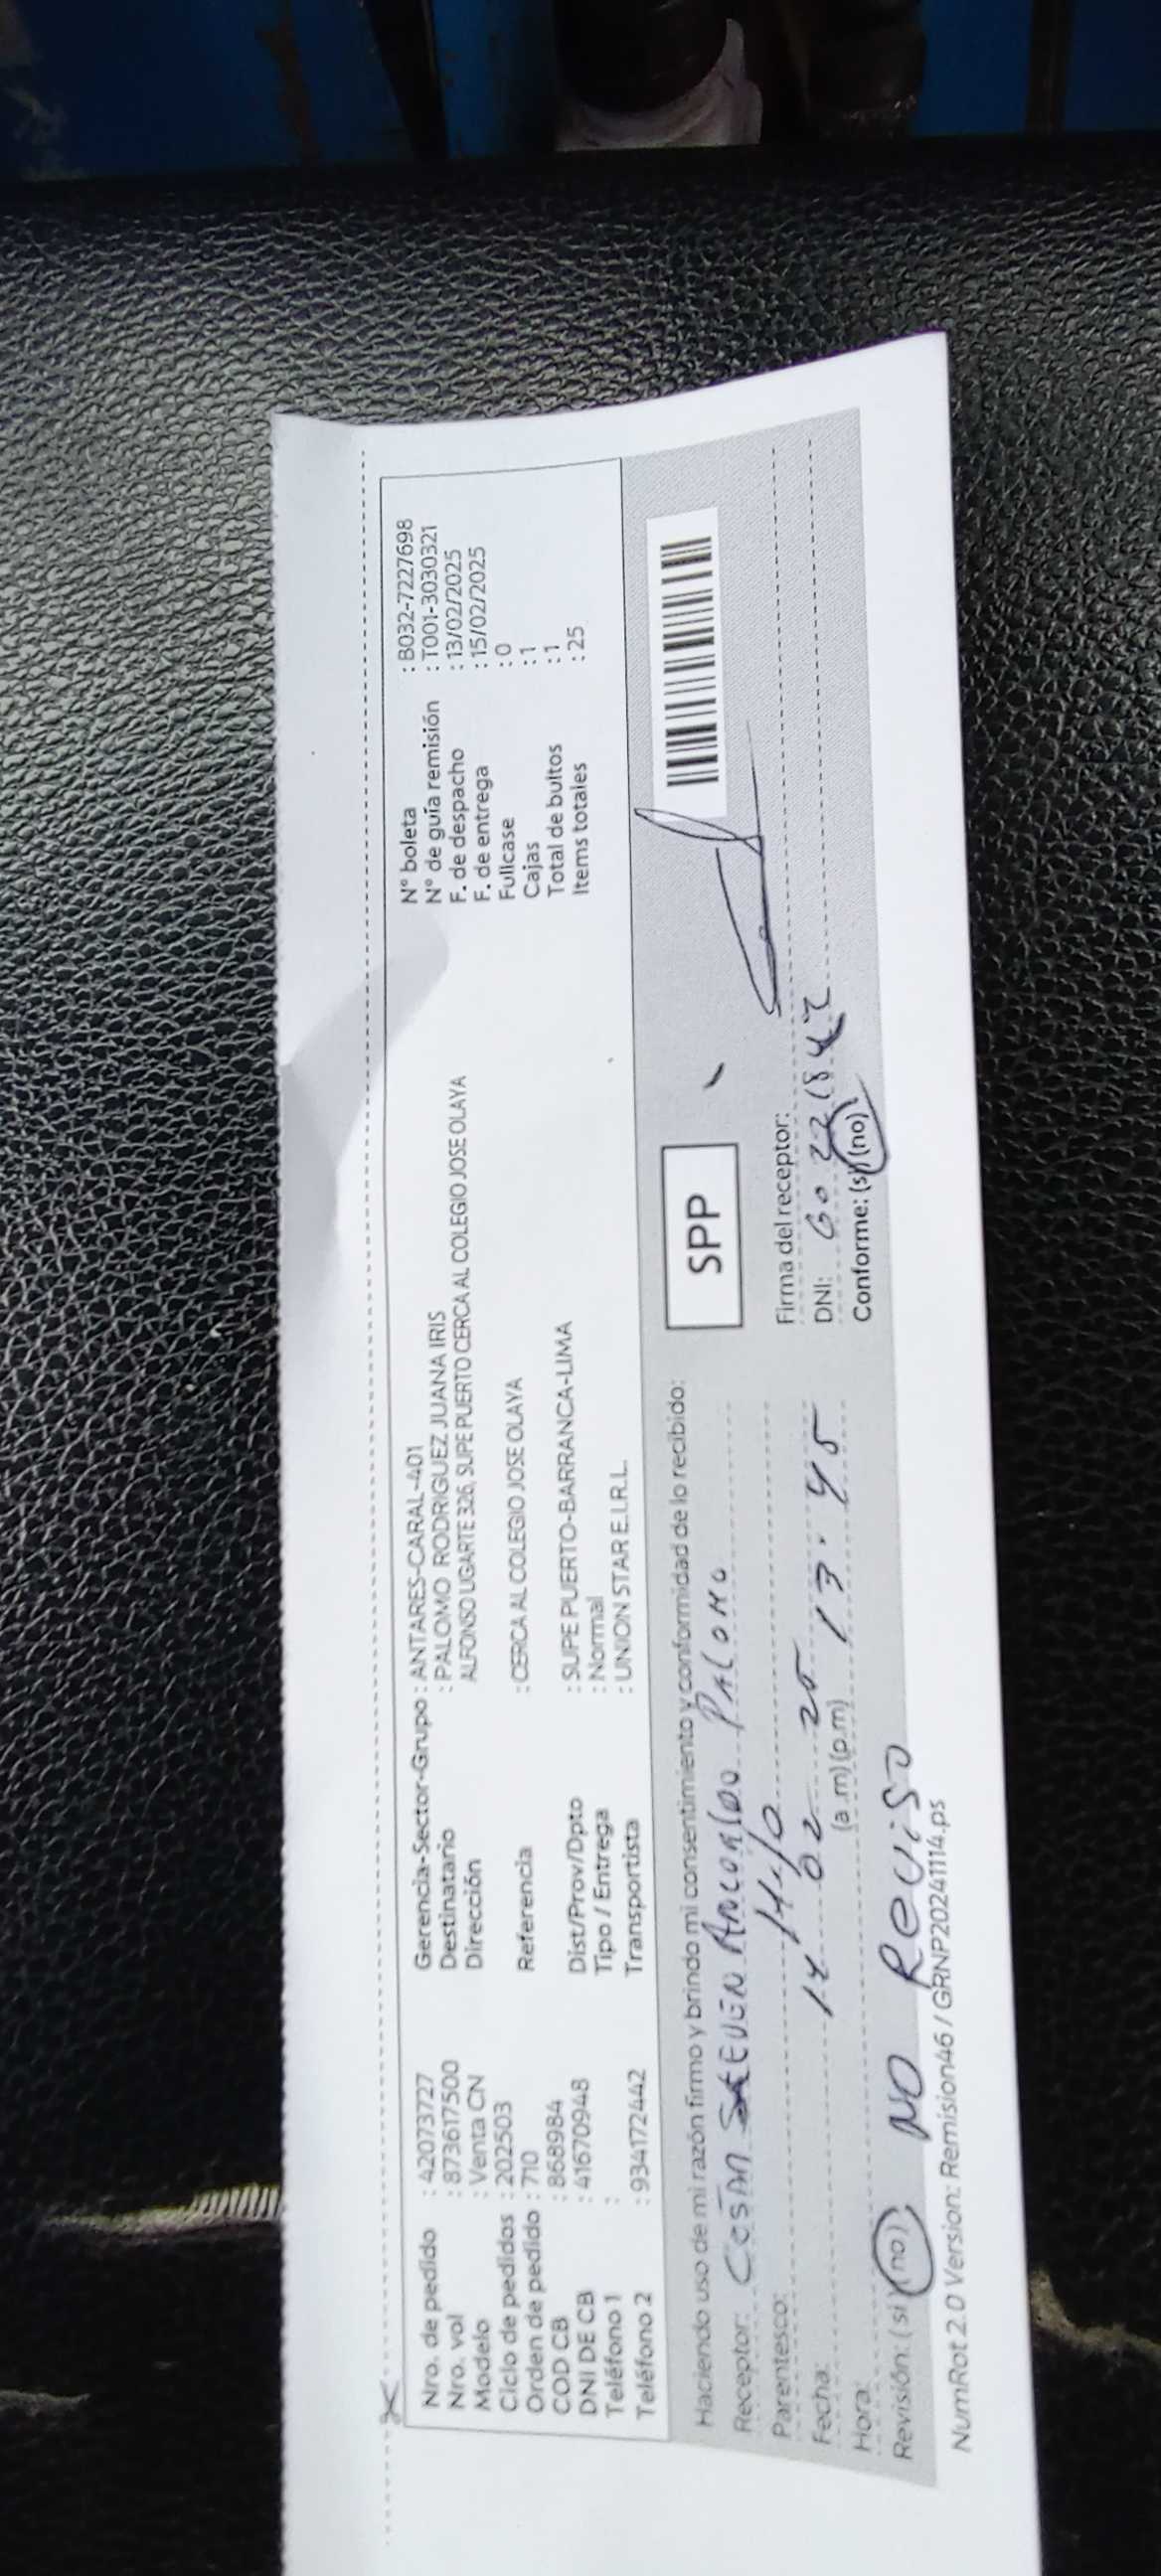 Nro. de pedido : 42073727
Nro. vol : 8736175​00
Modelo : Venta CN
Ciclo de pedidos : 202503
Orden de pedido : 710
COD CB : 868984
DNI DE CB : 41670948
Teléfono 1 :
Teléfono 2 : 934172442
Gerencia-Sector-Grupo : ANTARES-CARAL-401
Destinatario : PALOMO RODRIGUEZ JUANA IRIS
Dirección ALFONSO UGARTE 326, SUPE PUERTO CERCA AL COLEGIO JOSE OLAYA
Referencia : CERCA AL COLEGIO JOSE OLAYA
Dist/Prov/Dpto : SUPE PUERTO-BARRANCA-LIMA
Tipo / Entrega : Normal
Transportista : UNION STAR E.I.R.L.
N° boleta : B032-7227698
N° de guía remisión : T001-3030321
F. de despacho : 13/02/2025
F. de entrega : 15/02/2025
Fullcase : 0
Cajas : 1
Total de bultos : 1
Items totales : 25
Haciendo uso de mi razón firmo y brindo mi consentimiento y conformidad de lo recibido:
SPP
Receptor: STEUEN PALOMO
Parentesco: Hijo
Fecha: 14 02 25 13.45
Hora: (a.m) (p.m)
Revisión: (si) (no) NO ReuiSo
Firma del receptor:
DNI:
Conforme: (si) (no)
NumRot 2.0 Version: Remision46 / GRNP20241114.ps